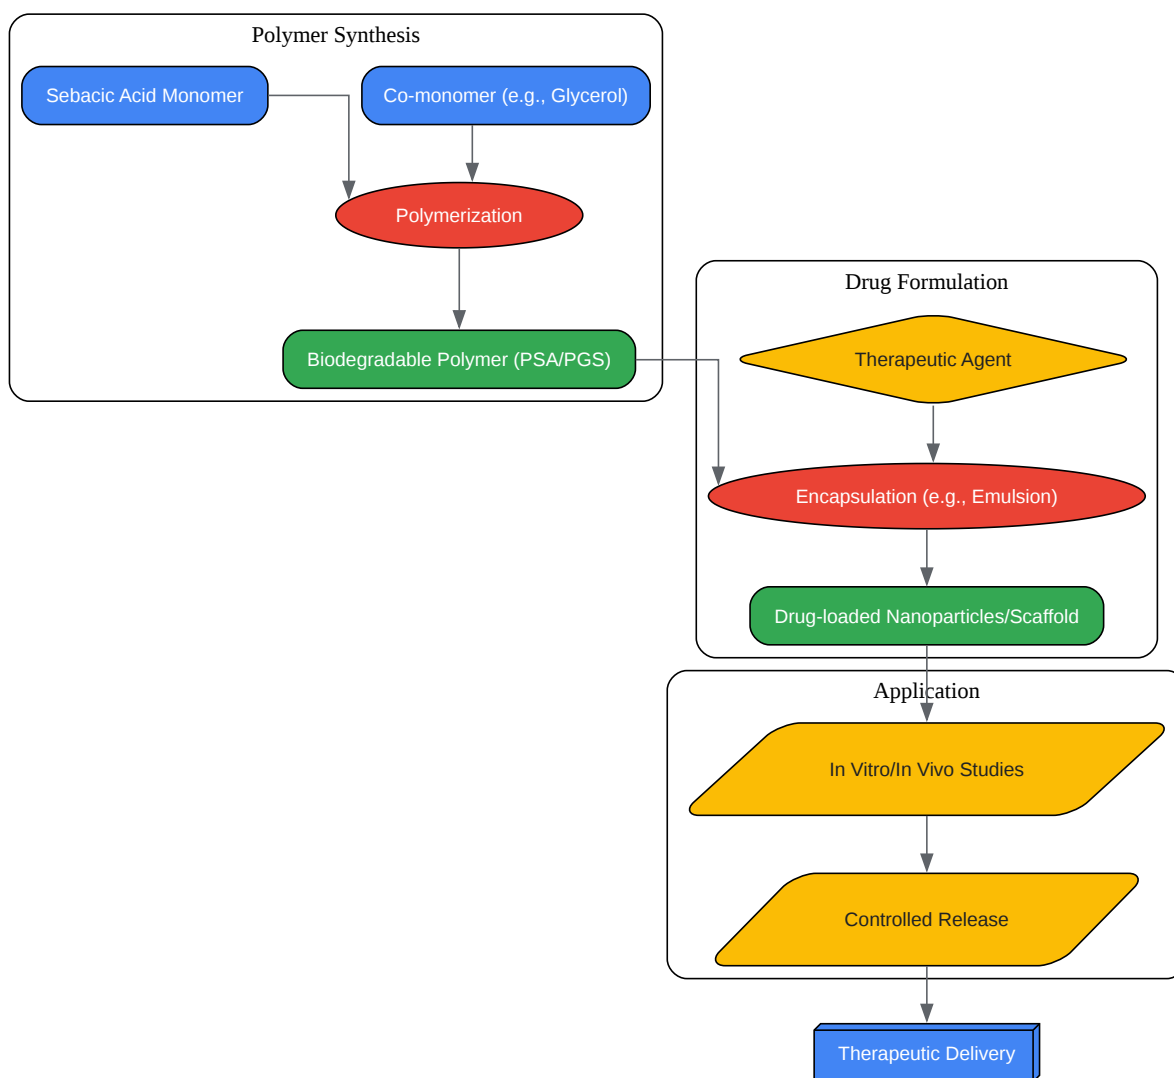 Polymer Synthesis
Sebacic Acid Monomer
Co-monomer (e.g., Glycerol)
Polymerization
Biodegradable Polymer (PSA/PGS)
Drug Formulation
Therapeutic Agent
Encapsulation (e.g., Emulsion)
Drug-loaded Nanoparticles/Scaffold
Application
In Vitro/In Vivo Studies
Controlled Release
Therapeutic Delivery